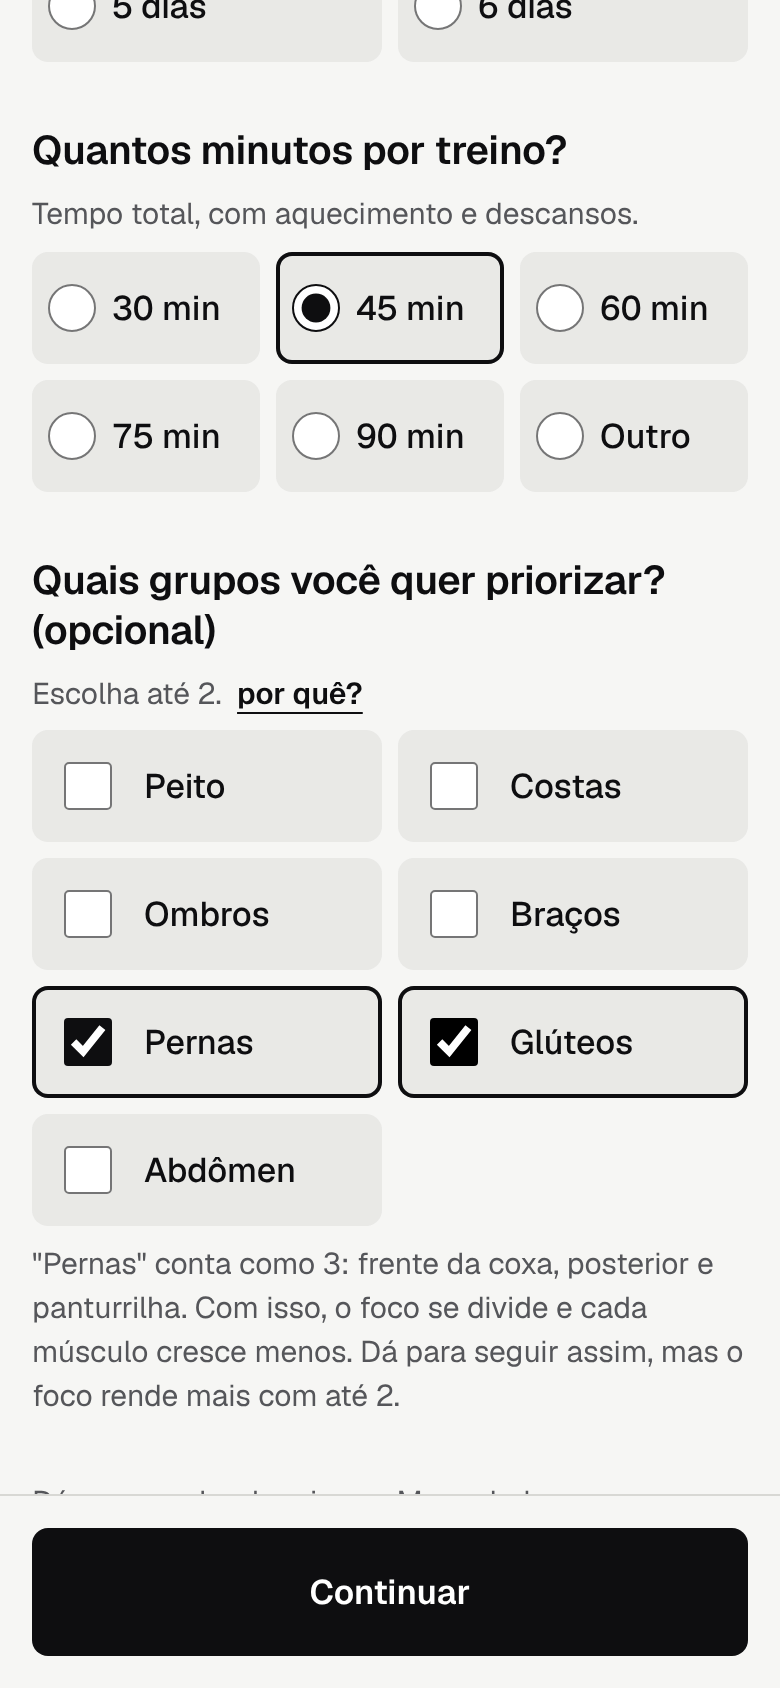 5 dias
6 dias
Quantos minutos por treino?
Tempo total, com aquecimento e descansos.
30 min
45 min
60 min
75 min
90 min
Outro
Quais grupos você quer priorizar?
(opcional)
Escolha até 2. por quê?
Peito
Costas
Ombros
Braços
Pernas
Glúteos
Abdômen
"Pernas" conta como 3: frente da coxa, posterior e
panturrilha. Com isso, o foco se divide e cada
músculo cresce menos. Dá para seguir assim, mas o
foco rende mais com até 2.
Continuar